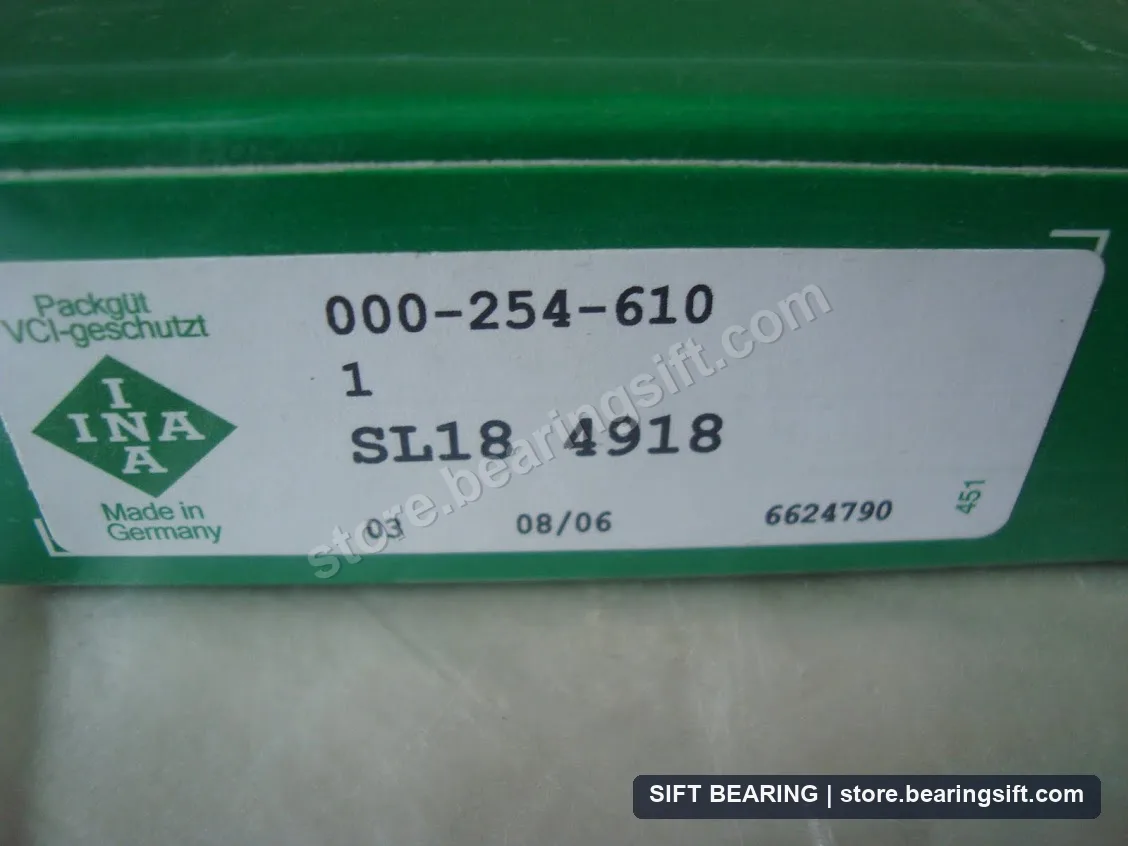 Packgüt
VCI-geschutzt
000-254-610
1
I
INA
A
SL18 4918
Made in
Germany
03
08/06
6624790
451
store.bearingsift.com
SIFT BEARING | store.bearingsift.com